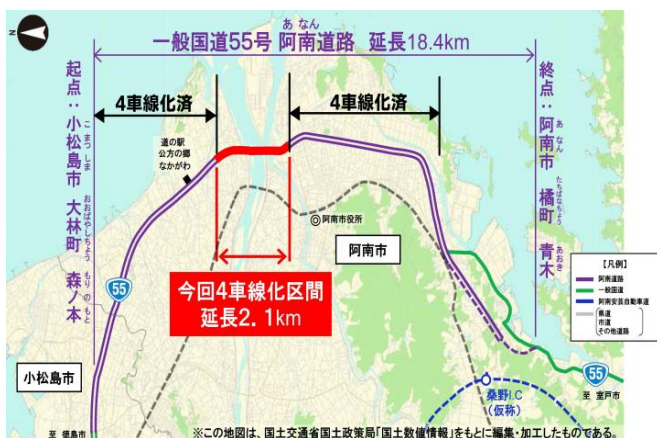 N
一般国道55号 阿南道路 延長18.4km
あなん
4車線化済
4車線化済
起点：小松島市 大林町 森ノ本
こまつしま
おおばやしちょう
もりのもと
終点：阿南市 橘町 青木
あなん
たちばなちょう
あおき
道の駅
公方の郷
なかがわ
阿南市役所
阿南市
今回4車線化区間
延長2.1km
55
小松島市
至 徳島市
【凡例】
阿南道路
一般国道
阿南安芸自動車道
県道
市道
その他道路
55
至 室戸市
桑野I.C
(仮称)
※この地図は、国土交通省国土政策局「国土数値情報」をもとに編集・加工したものである。